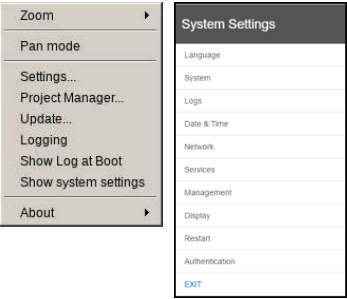 Zoom
Pan mode
Settings...
Project Manager...
Update...
Logging
Show Log at Boot
Show system settings
About
System Settings
Language
System
Logs
Date & Time
Network
Services
Management
Display
Restart
Authentication
EXIT